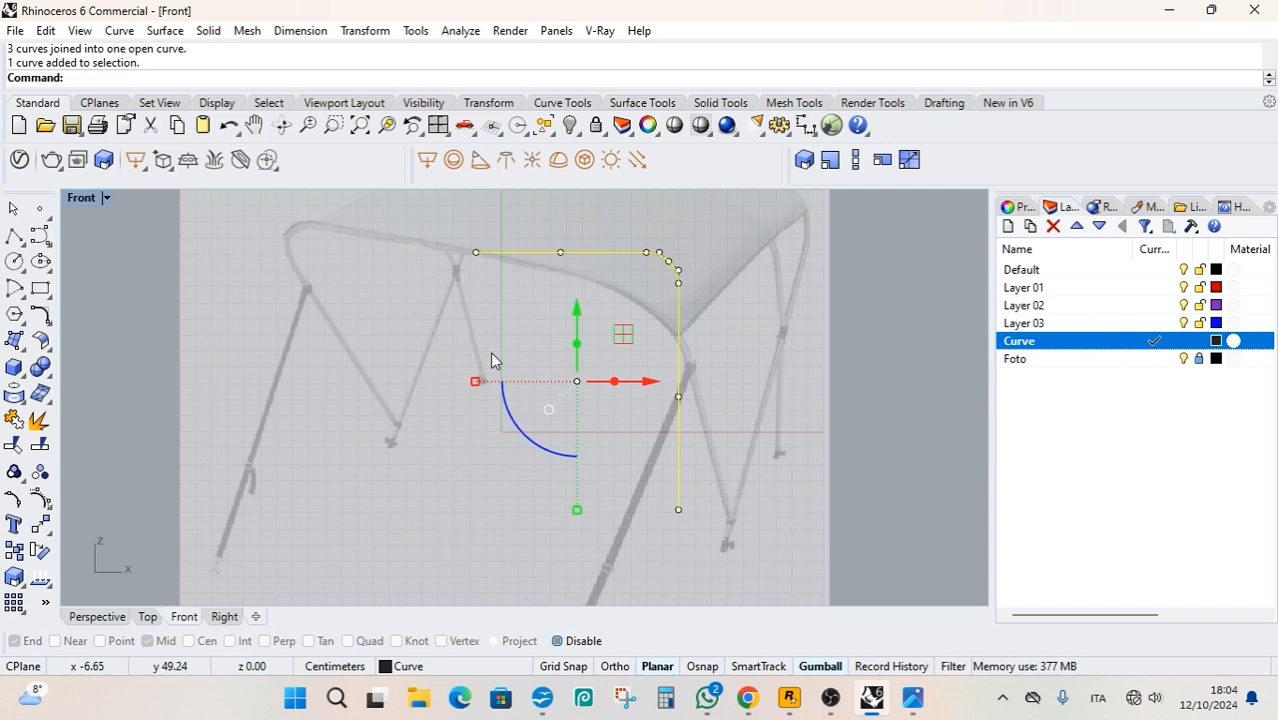 Rhinoceros 6 Commercial - [Front]
File Edit View Curve Surface Solid Mesh Dimension Transform Tools Analyze Render Panels V-Ray Help
3 curves joined into one open curve.
1 curve added to selection.
Command:
Standard CPlanes Set View Display Select Viewport Layout Visibility Transform Curve Tools Surface Tools Solid Tools Mesh Tools Render Tools Drafting New in V6
Front
Pr... La... R... M... Li... H...
Name Curr... Material
Default
Layer 01
Layer 02
Layer 03
Curve
Foto
z
x
Perspective Top Front Right
End Near Point Mid Cen Int Perp Tan Quad Knot Vertex Project Disable
CPlane x -6.65 y 49.24 z 0.00 Centimeters Curve Grid Snap Ortho Planar Osnap SmartTrack Gumball Record History Filter Memory use: 377 MB
8°
2
ITA
18:04
12/10/2024